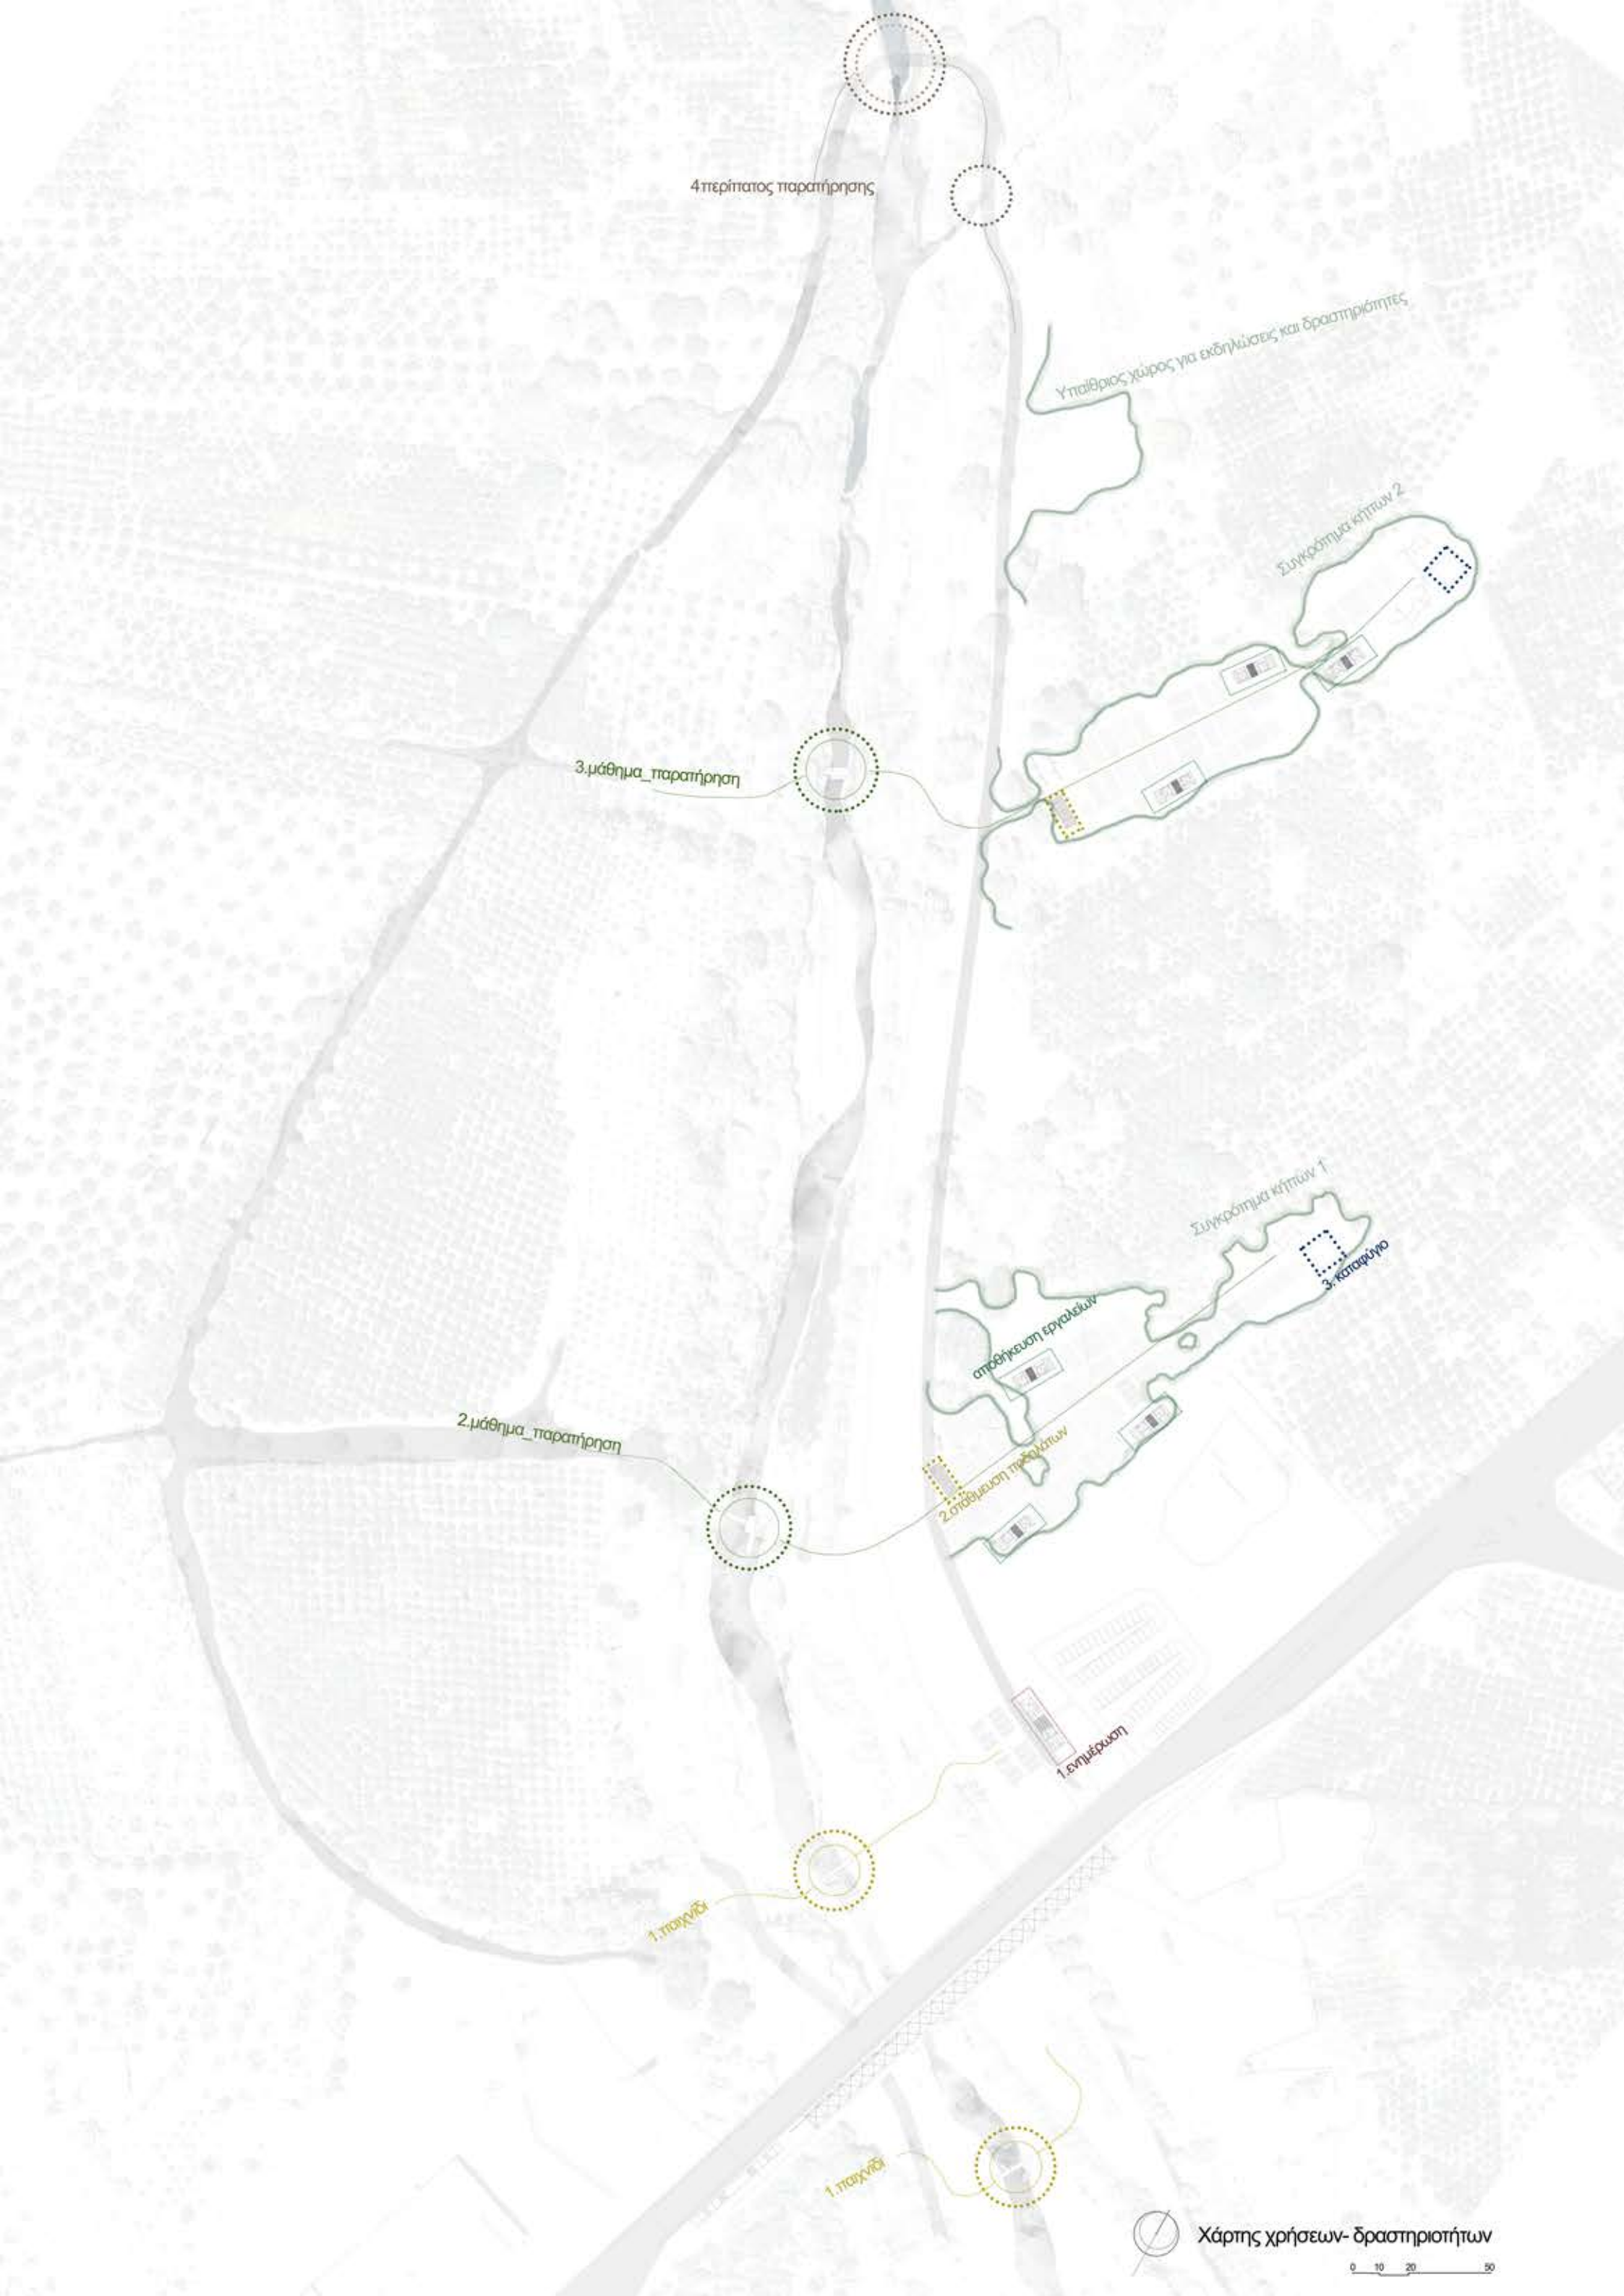 4περίπατος παρατήρησης
Υπαίθριος χώρος για εκδηλώσεις και δραστηριότητες
Συγκρότημα κήπων 2
3.μάθημα_παρατήρηση
Συγκρότημα κήπων 1
3. καταφύγιο
αποθήκευση εργαλείων
2.μάθημα_παρατήρηση
2.στάθμευση ποδηλάτων
1.ενημέρωση
1.παιχνίδι
1.παιχνίδι
Χάρτης χρήσεων- δραστηριοτήτων
0 10 20 50